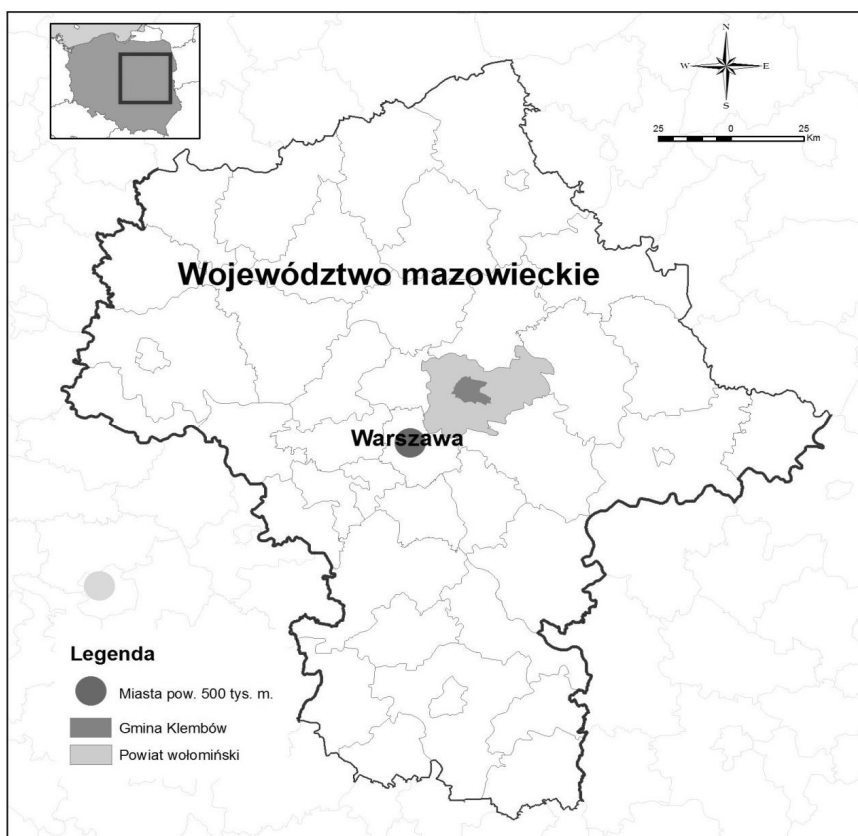 N
W E
S
25 0 25
Km
Województwo mazowieckie
Warszawa
Legenda
Miasta pow. 500 tys. m.
Gmina Klembów
Powiat wołomiński